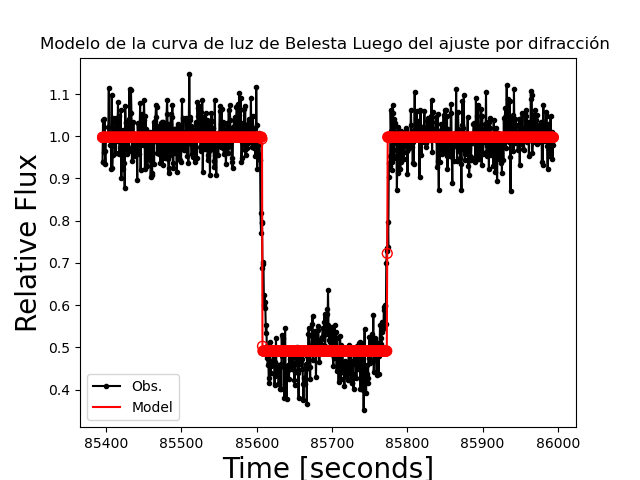 Modelo de la curva de luz de Belesta Luego del ajuste por difracción
Relative Flux
1.1
1.0
0.9
0.8
0.7
0.6
0.5
0.4
Obs.
Model
85400 85500 85600 85700 85800 85900 86000
Time [seconds]